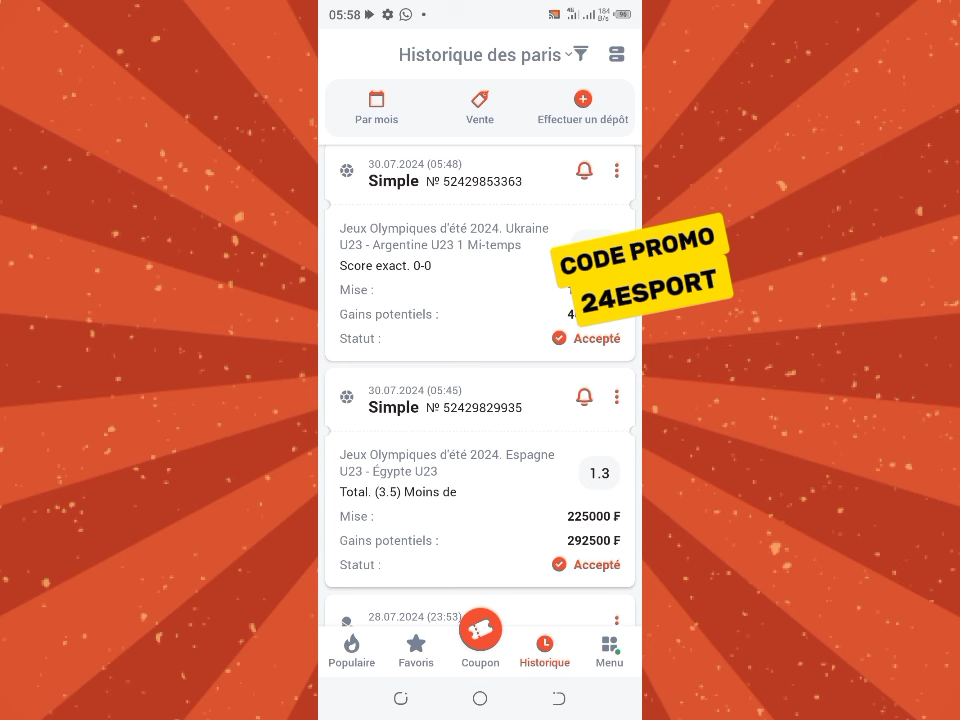 05:58
4G
184 B/s
96
Historique des paris
Par mois
Vente
Effectuer un dépôt
30.07.2024 (05:48)
Simple № 52429853363
Jeux Olympiques d'été 2024. Ukraine
U23 - Argentine U23 1 Mi-temps
Score exact. 0-0
Mise :
Gains potentiels :
Statut :
Accepté
CODE PROMO
24ESPORT
30.07.2024 (05:45)
Simple № 52429829935
Jeux Olympiques d'été 2024. Espagne
U23 - Égypte U23
1.3
Total. (3.5) Moins de
Mise :
225000 ₣
Gains potentiels :
292500 ₣
Statut :
Accepté
28.07.2024 (23:53)
Populaire
Favoris
Coupon
Historique
Menu